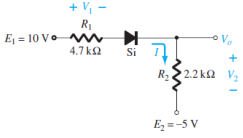 + V₁ −
R₁
E₁ = 10 V
4.7 kΩ
Si
I
Vₒ
+
R₂
2.2 kΩ
V₂
−
E₂ = −5 V